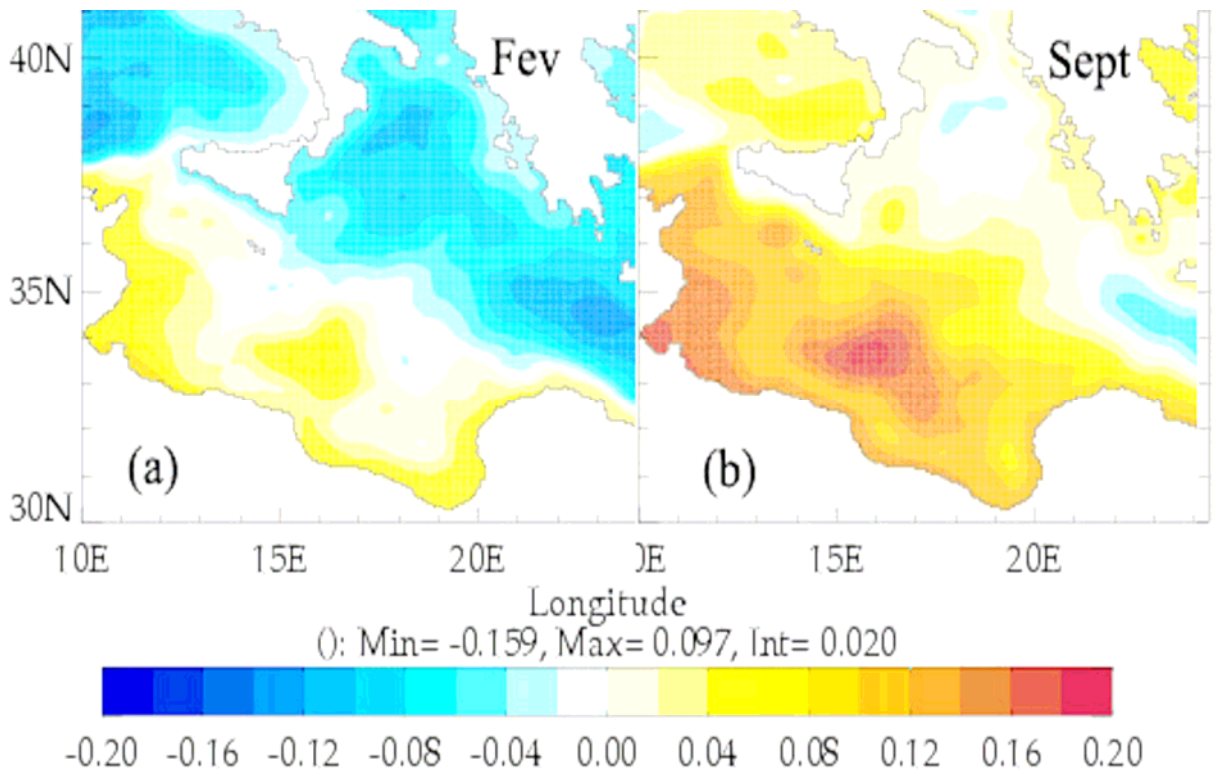 40N
Fev
Sept
35N
(a)
(b)
30N
10E 15E 20E 0E 15E 20E
Longitude
(): Min= -0.159, Max= 0.097, Int= 0.020
-0.20 -0.16 -0.12 -0.08 -0.04 0.00 0.04 0.08 0.12 0.16 0.20